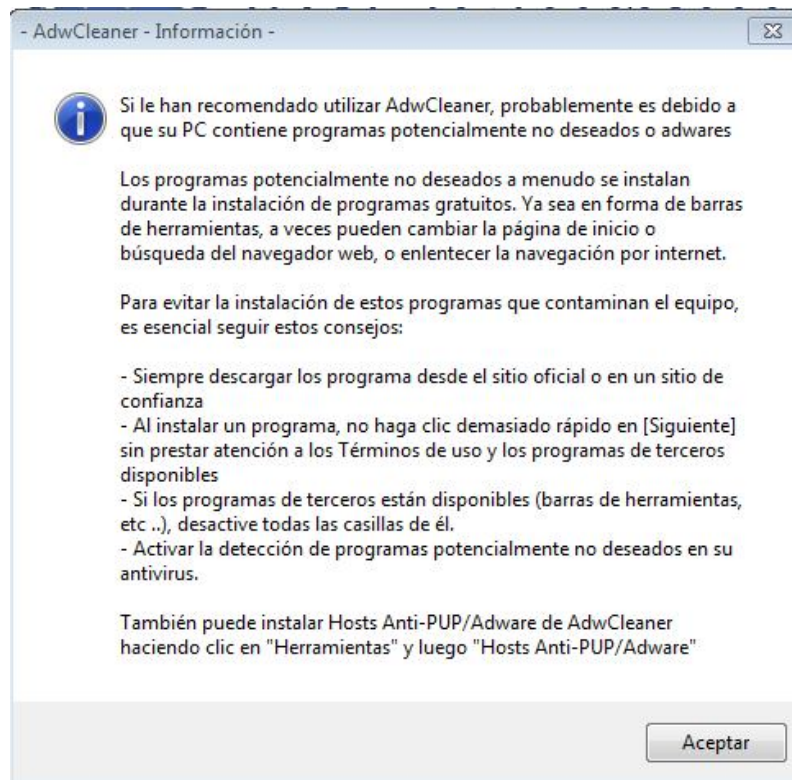 - AdwCleaner - Información -
Si le han recomendado utilizar AdwCleaner, probablemente es debido a
que su PC contiene programas potencialmente no deseados o adwares
Los programas potencialmente no deseados a menudo se instalan
durante la instalación de programas gratuitos. Ya sea en forma de barras
de herramientas, a veces pueden cambiar la página de inicio o
búsqueda del navegador web, o enlentecer la navegación por internet.
Para evitar la instalación de estos programas que contaminan el equipo,
es esencial seguir estos consejos:
- Siempre descargar los programa desde el sitio oficial o en un sitio de
confianza
- Al instalar un programa, no haga clic demasiado rápido en [Siguiente]
sin prestar atención a los Términos de uso y los programas de terceros
disponibles
- Si los programas de terceros están disponibles (barras de herramientas,
etc ..), desactive todas las casillas de él.
- Activar la detección de programas potencialmente no deseados en su
antivirus.
También puede instalar Hosts Anti-PUP/Adware de AdwCleaner
haciendo clic en "Herramientas" y luego "Hosts Anti-PUP/Adware"
Aceptar